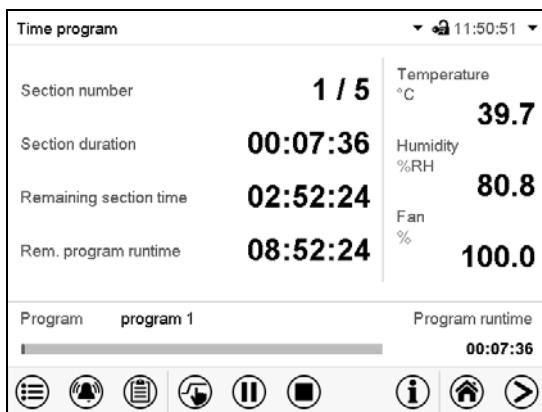 Time program 11:50:51
Section number 1 / 5
Section duration 00:07:36
Remaining section time 02:52:24
Rem. program runtime 08:52:24
Temperature
°C
39.7
Humidity
%RH
80.8
Fan
%
100.0
Program program 1 Program runtime
00:07:36